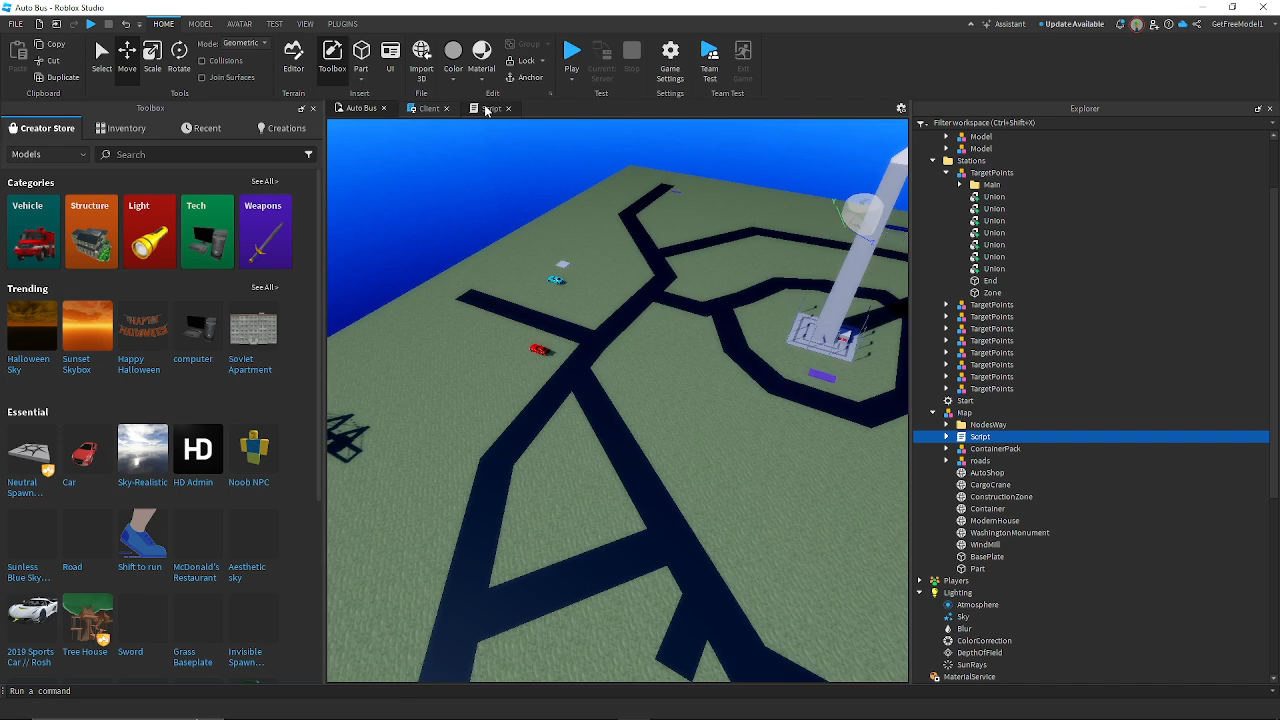 Auto Bus - Roblox Studio
FILE HOME MODEL AVATAR TEST VIEW PLUGINS Assistant Update Available GetFreeModel1
Paste Copy Cut Duplicate
Select Move Scale Rotate
Mode: Geometric
Collisions
Join Surfaces
Editor Toolbox Part UI Import 3D Color Material
Group Lock Anchor
Play Current: Server Stop Game Settings Team Test Exit Game
Clipboard Tools Terrain Insert File Edit Test Settings Team Test
Toolbox
Auto Bus Client Script
Explorer
Creator Store Inventory Recent Creations
Filter workspace (Ctrl+Shift+X)
Models Search
Categories See All >
Vehicle Structure Light Tech Weapons
Trending See All >
Halloween Sky
Sunset Skybox
Happy Halloween
computer
Soviet Apartment
HAPPY HALLOWEEN
Essential See All >
HD
Neutral Spawn...
Car
Sky-Realistic
HD Admin
Noob NPC
Sunless Blue Sky...
Road
Shift to run
McDonald's Restaurant
Aesthetic sky
2019 Sports Car // Rosh
Tree House
Sword
Grass Baseplate
Invisible Spawn...
Model
Model
Stations
TargetPoints
Main
Union
Union
Union
Union
Union
Union
Union
End
Zone
TargetPoints
TargetPoints
TargetPoints
TargetPoints
TargetPoints
TargetPoints
TargetPoints
TargetPoints
Start
Map
NodesWay
Script
ContainerPack
roads
AutoShop
CargoCrane
ConstructionZone
Container
ModernHouse
WashingtonMonument
WindMill
BasePlate
Part
Players
Lighting
Atmosphere
Sky
Blur
ColorCorrection
DepthOfField
SunRays
MaterialService
Run a command